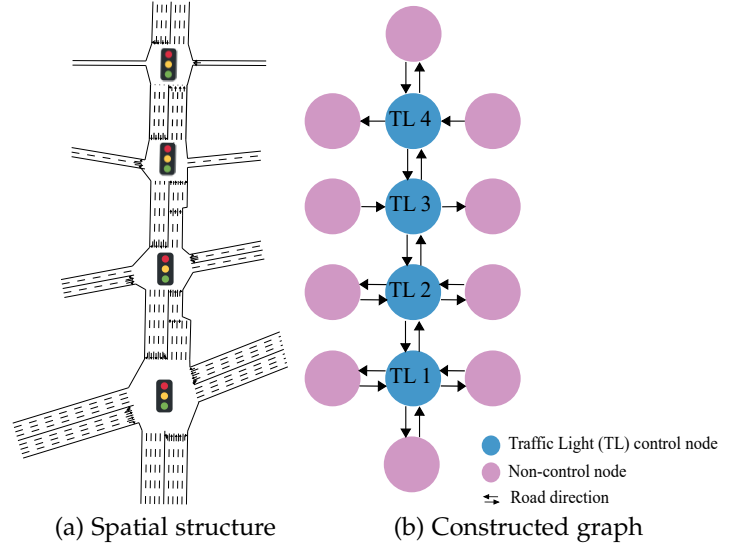 TL 4
TL 3
TL 2
TL 1
Traffic Light (TL) control node
Non-control node
Road direction
(a) Spatial structure
(b) Constructed graph